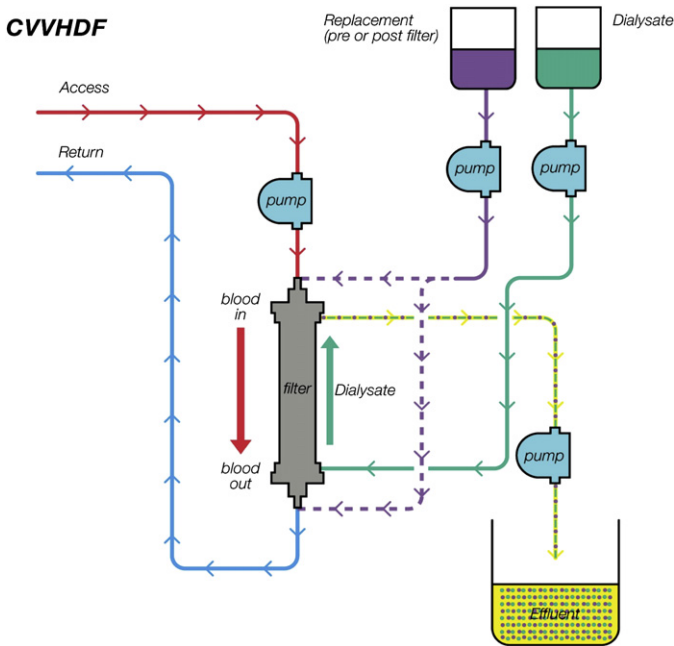 CVVHDF
Replacement
(pre or post filter)
Dialysate
Access
Return
pump
pump
pump
blood
in
filter
Dialysate
blood
out
pump
Effluent